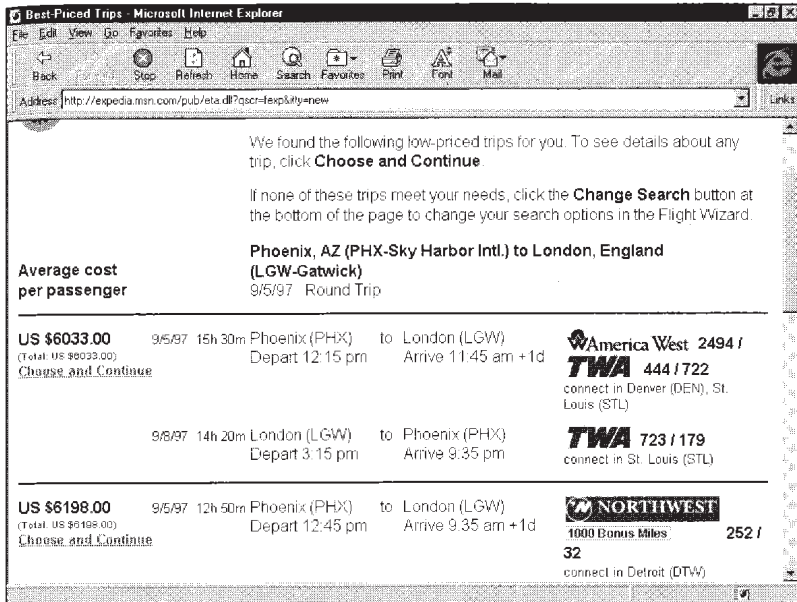 Best-Priced Trips - Microsoft Internet Explorer
File Edit View Go Favorites Help
Back Stop Refresh Home Search Favorites Print Font Mail
Address http://expedia.msn.com/pub/eta.dll?qscr=fexp&itty=new Links
We found the following low-priced trips for you. To see details about any
trip, click Choose and Continue.
If none of these trips meet your needs, click the Change Search button at
the bottom of the page to change your search options in the Flight Wizard.
Average cost
per passenger
Phoenix, AZ (PHX-Sky Harbor Intl.) to London, England
(LGW-Gatwick)
9/5/97 Round Trip
US $6033.00 9/5/97 15h 30m Phoenix (PHX) to London (LGW) America West 2494 /
(Total: US $6033.00) Depart 12:15 pm Arrive 11:45 am +1d TWA 444 / 722
Choose and Continue
connect in Denver (DEN), St.
Louis (STL)
9/8/97 14h 20m London (LGW) to Phoenix (PHX) TWA 723 / 179
Depart 3:15 pm Arrive 9:35 pm connect in St. Louis (STL)
US $6198.00 9/5/97 12h 50m Phoenix (PHX) to London (LGW) NORTHWEST
(Total: US $6198.00) Depart 12:45 pm Arrive 9:35 am +1d 1000 Bonus Miles 252 /
Choose and Continue
32
connect in Detroit (DTW)